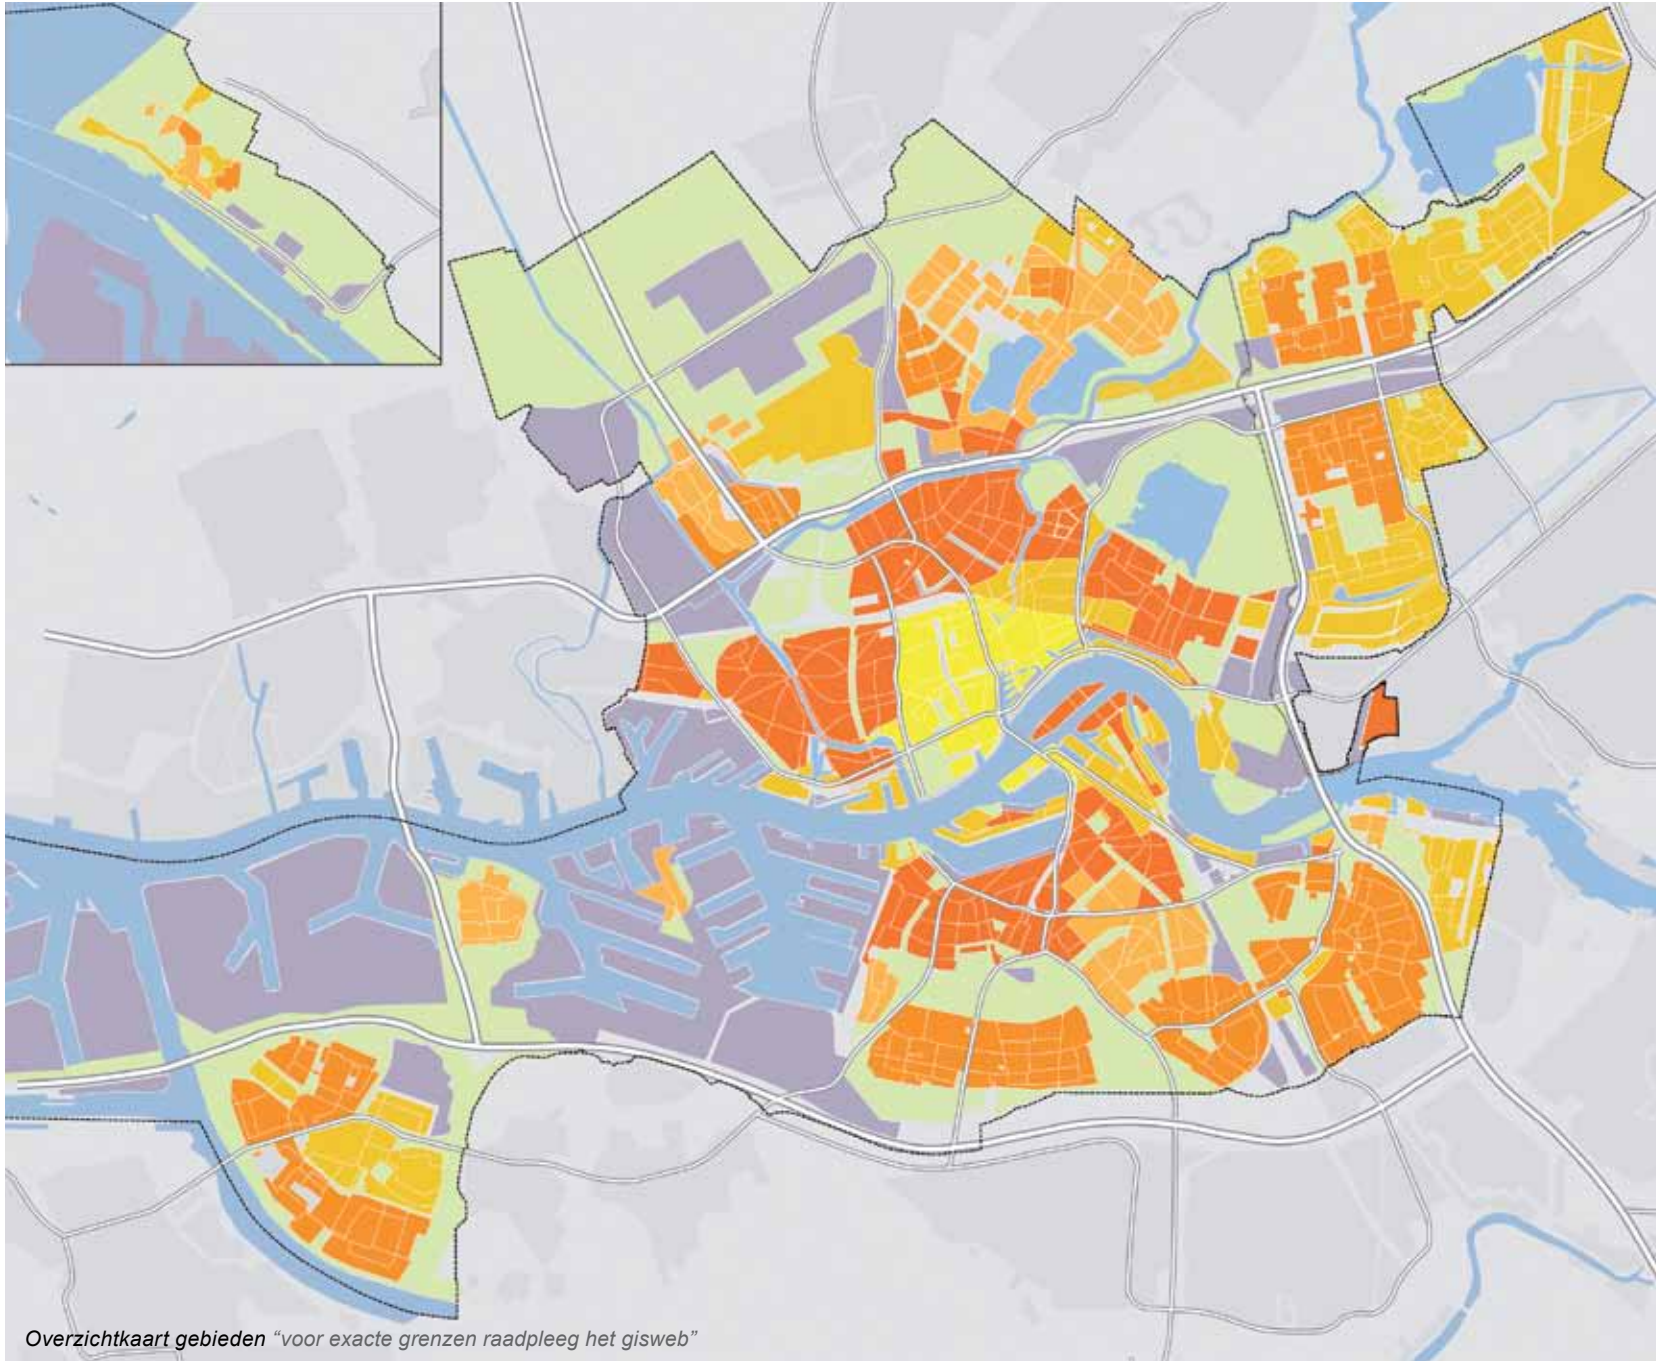 Overzichtkaart gebieden “voor exacte grenzen raadpleeg het gisweb”